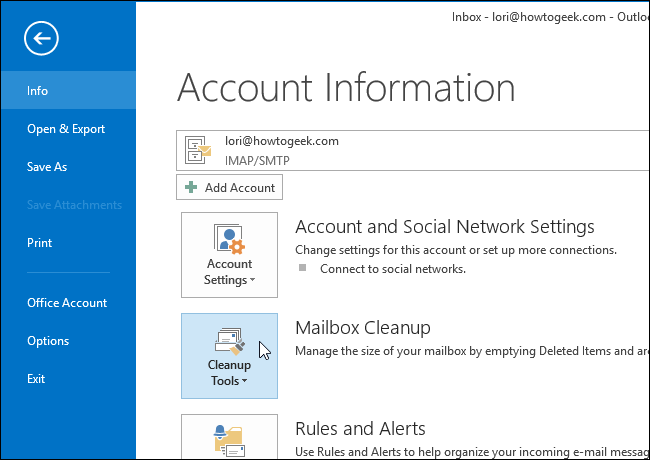 Inbox - lori@howtogeek.com - Outlo
Info
Open & Export
Save As
Save Attachments
Print
Office Account
Options
Exit
Account Information
lori@howtogeek.com
IMAP/SMTP
Add Account
Account
Settings
Account and Social Network Settings
Change settings for this account or set up more connections.
Connect to social networks.
Cleanup
Tools
Mailbox Cleanup
Manage the size of your mailbox by emptying Deleted Items and arc
Rules and Alerts
Use Rules and Alerts to help organize your incoming e-mail messag